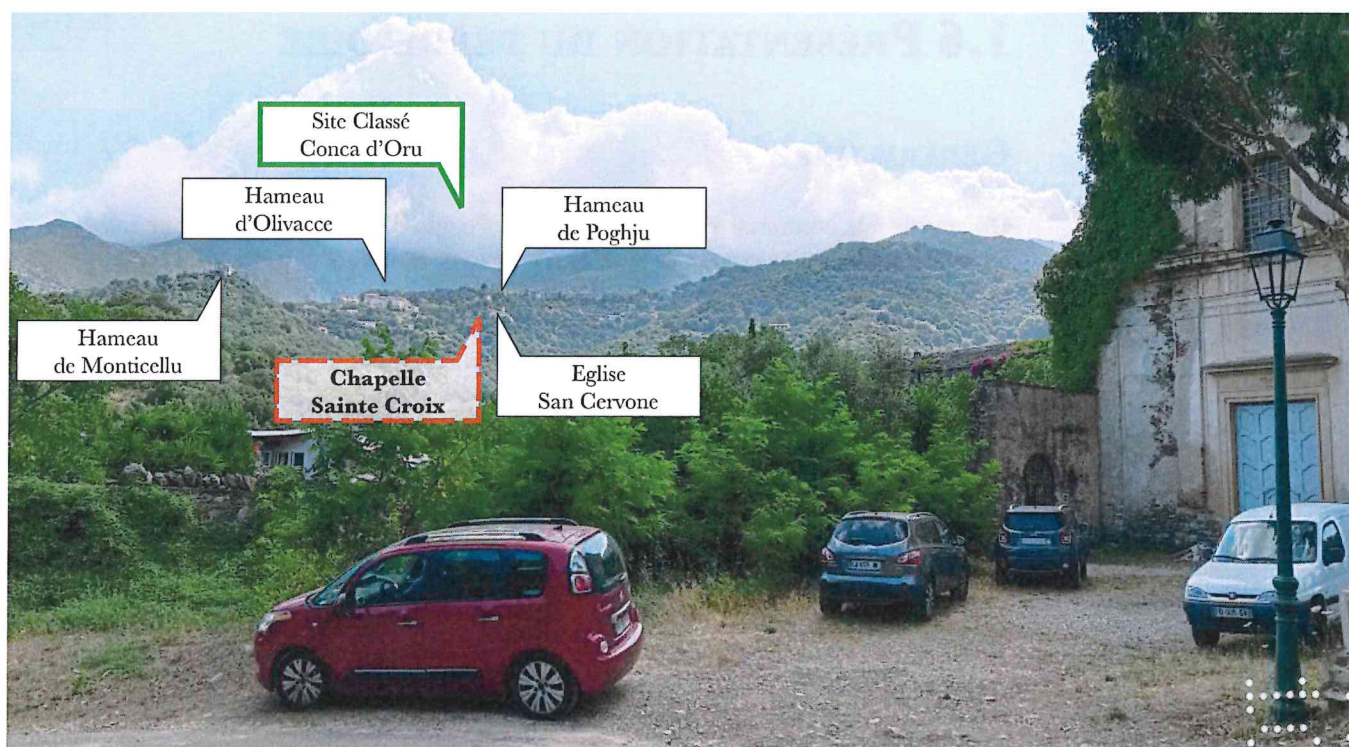 Site Classé
Conca d'Oru
Hameau
d'Olivacce
Hameau
de Poghju
Hameau
de Monticellu
Chapelle
Sainte Croix
Eglise
San Cervone